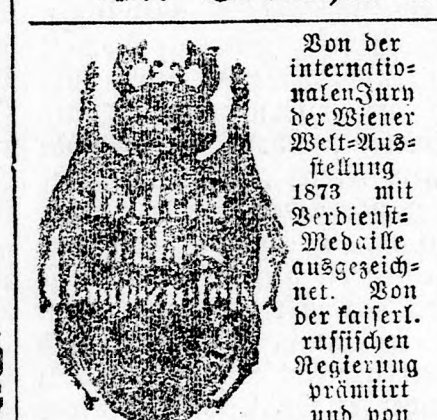 Von der
internatio=
nalen Jury
der Wiener
Welt=Aus=
stellung
1873 mit
Verdienst=
Medaille
ausgezeich=
net. Von
der kaiserl.
russischen
Regierung
prämiirt
und von